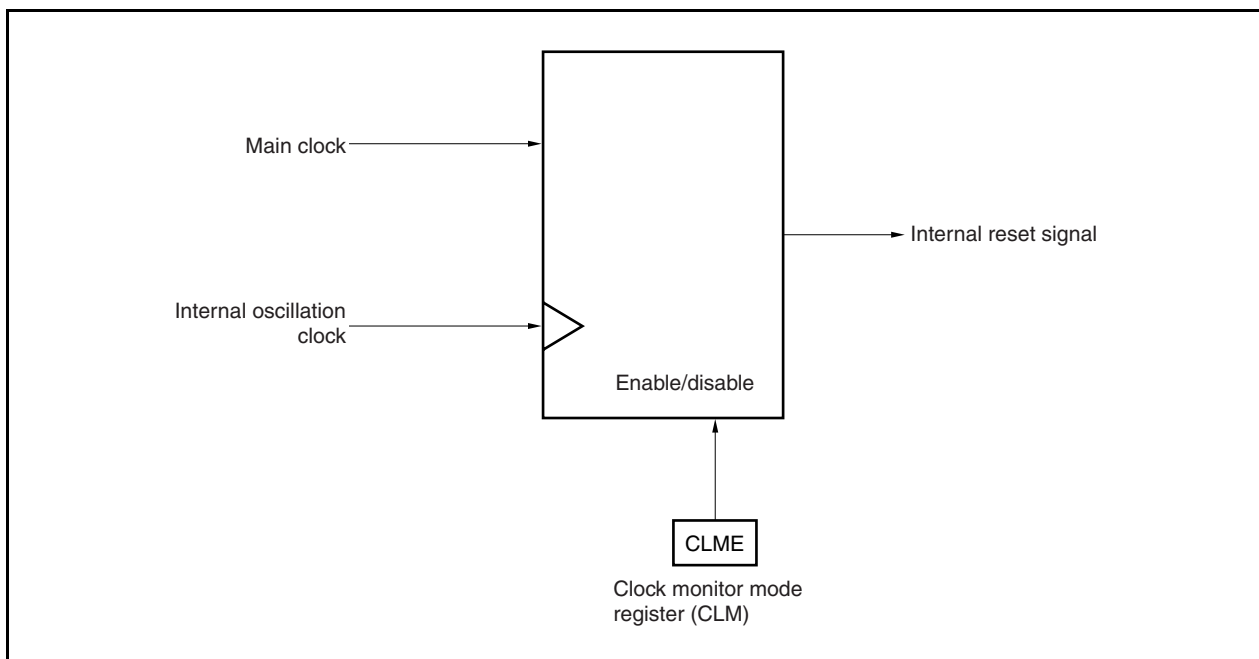 Main clock
Internal reset signal
Internal oscillation
clock
Enable/disable
CLME
Clock monitor mode
register (CLM)